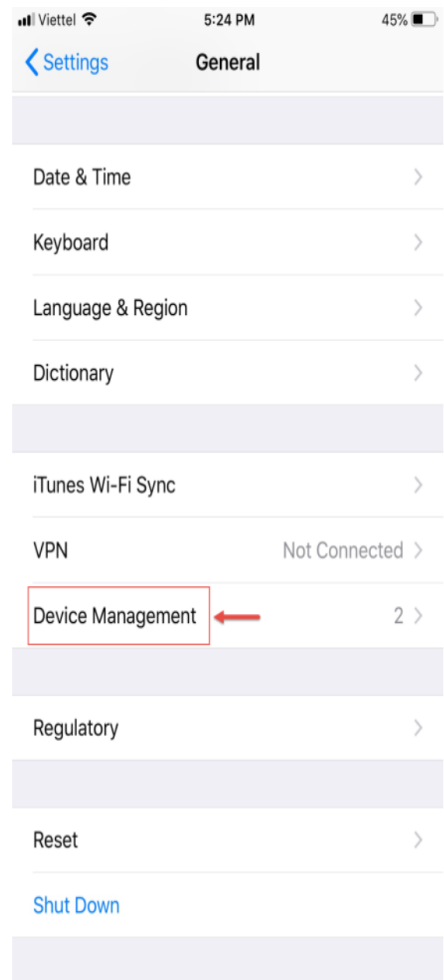 Viettel 5:24 PM 45%
Settings General
Date & Time
Keyboard
Language & Region
Dictionary
iTunes Wi-Fi Sync
VPN Not Connected
Device Management 2
Regulatory
Reset
Shut Down